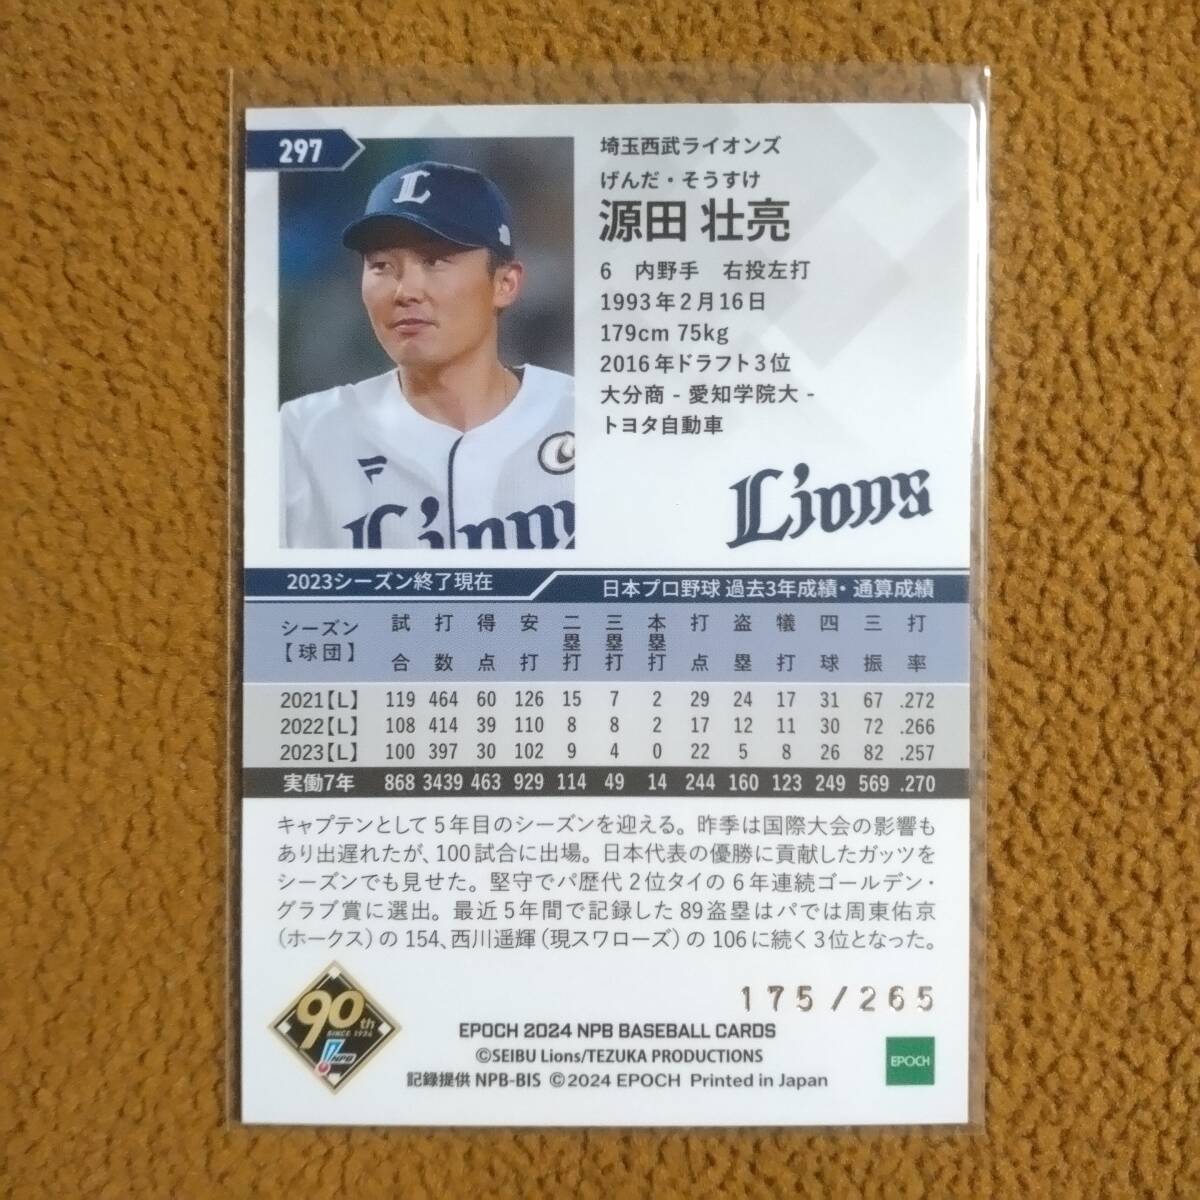 297
埼玉西武ライオンズ
げんだ・そうすけ
源田 壮亮
6 内野手 右投左打
1993年2月16日
179cm 75kg
2016年ドラフト3位
大分商 - 愛知学院大 -
トヨタ自動車
L
Lions
Lions
2023シーズン終了現在 日本プロ野球 過去3年成績・通算成績
シーズン【球団】 試合 打数 得点 安打 二塁打 三塁打 本塁打 打点 盗塁 犠打 四球 三振 打率
2021【L】 119 464 60 126 15 7 2 29 24 17 31 67 .272
2022【L】 108 414 39 110 8 8 2 17 12 11 30 72 .266
2023【L】 100 397 30 102 9 4 0 22 5 8 26 82 .257
実働7年 868 3439 463 929 114 49 14 244 160 123 249 569 .270
キャプテンとして5年目のシーズンを迎える。昨季は国際大会の影響も
あり出遅れたが、100試合に出場。日本代表の優勝に貢献したガッツを
シーズンでも見せた。堅守でパ歴代2位タイの6年連続ゴールデン・
グラブ賞に選出。最近5年間で記録した89盗塁はパでは周東佑京
(ホークス)の154、西川遥輝(現スワローズ)の106に続く3位となった。
175/265
90th
SINCE 1934
NPB
EPOCH 2024 NPB BASEBALL CARDS
©SEIBU Lions/TEZUKA PRODUCTIONS
記録提供 NPB-BIS ©2024 EPOCH Printed in Japan
EPOCH